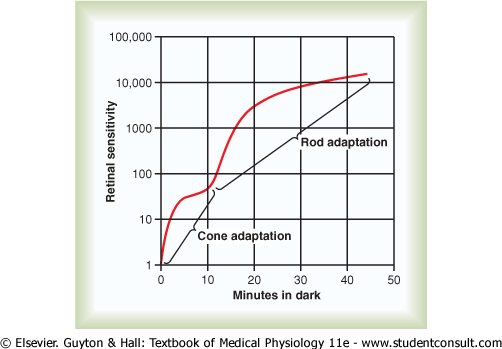 100,000
10,000
1000
100
10
1
Retinal sensitivity
Rod adaptation
Cone adaptation
0 10 20 30 40 50
Minutes in dark
© Elsevier. Guyton & Hall: Textbook of Medical Physiology 11e - www.studentconsult.com